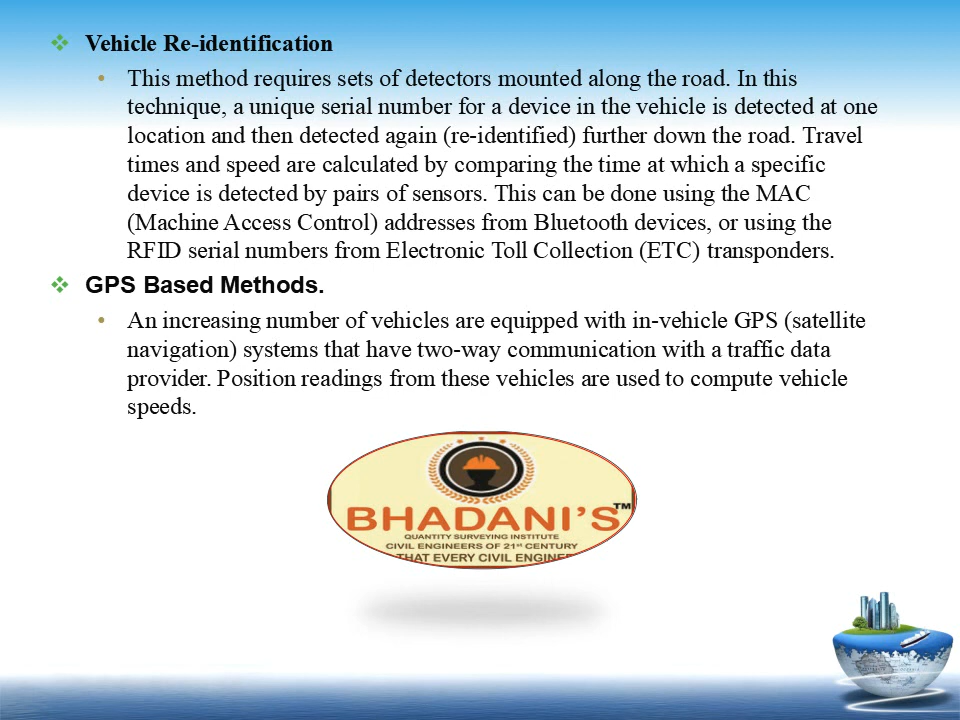 Vehicle Re-identification
• This method requires sets of detectors mounted along the road. In this
technique, a unique serial number for a device in the vehicle is detected at one
location and then detected again (re-identified) further down the road. Travel
times and speed are calculated by comparing the time at which a specific
device is detected by pairs of sensors. This can be done using the MAC
(Machine Access Control) addresses from Bluetooth devices, or using the
RFID serial numbers from Electronic Toll Collection (ETC) transponders.
GPS Based Methods.
• An increasing number of vehicles are equipped with in-vehicle GPS (satellite
navigation) systems that have two-way communication with a traffic data
provider. Position readings from these vehicles are used to compute vehicle
speeds.
BHADANI'S™
QUANTITY SURVEYING INSTITUTE
CIVIL ENGINEERS OF 21st CENTURY
THAT EVERY CIVIL ENGINE